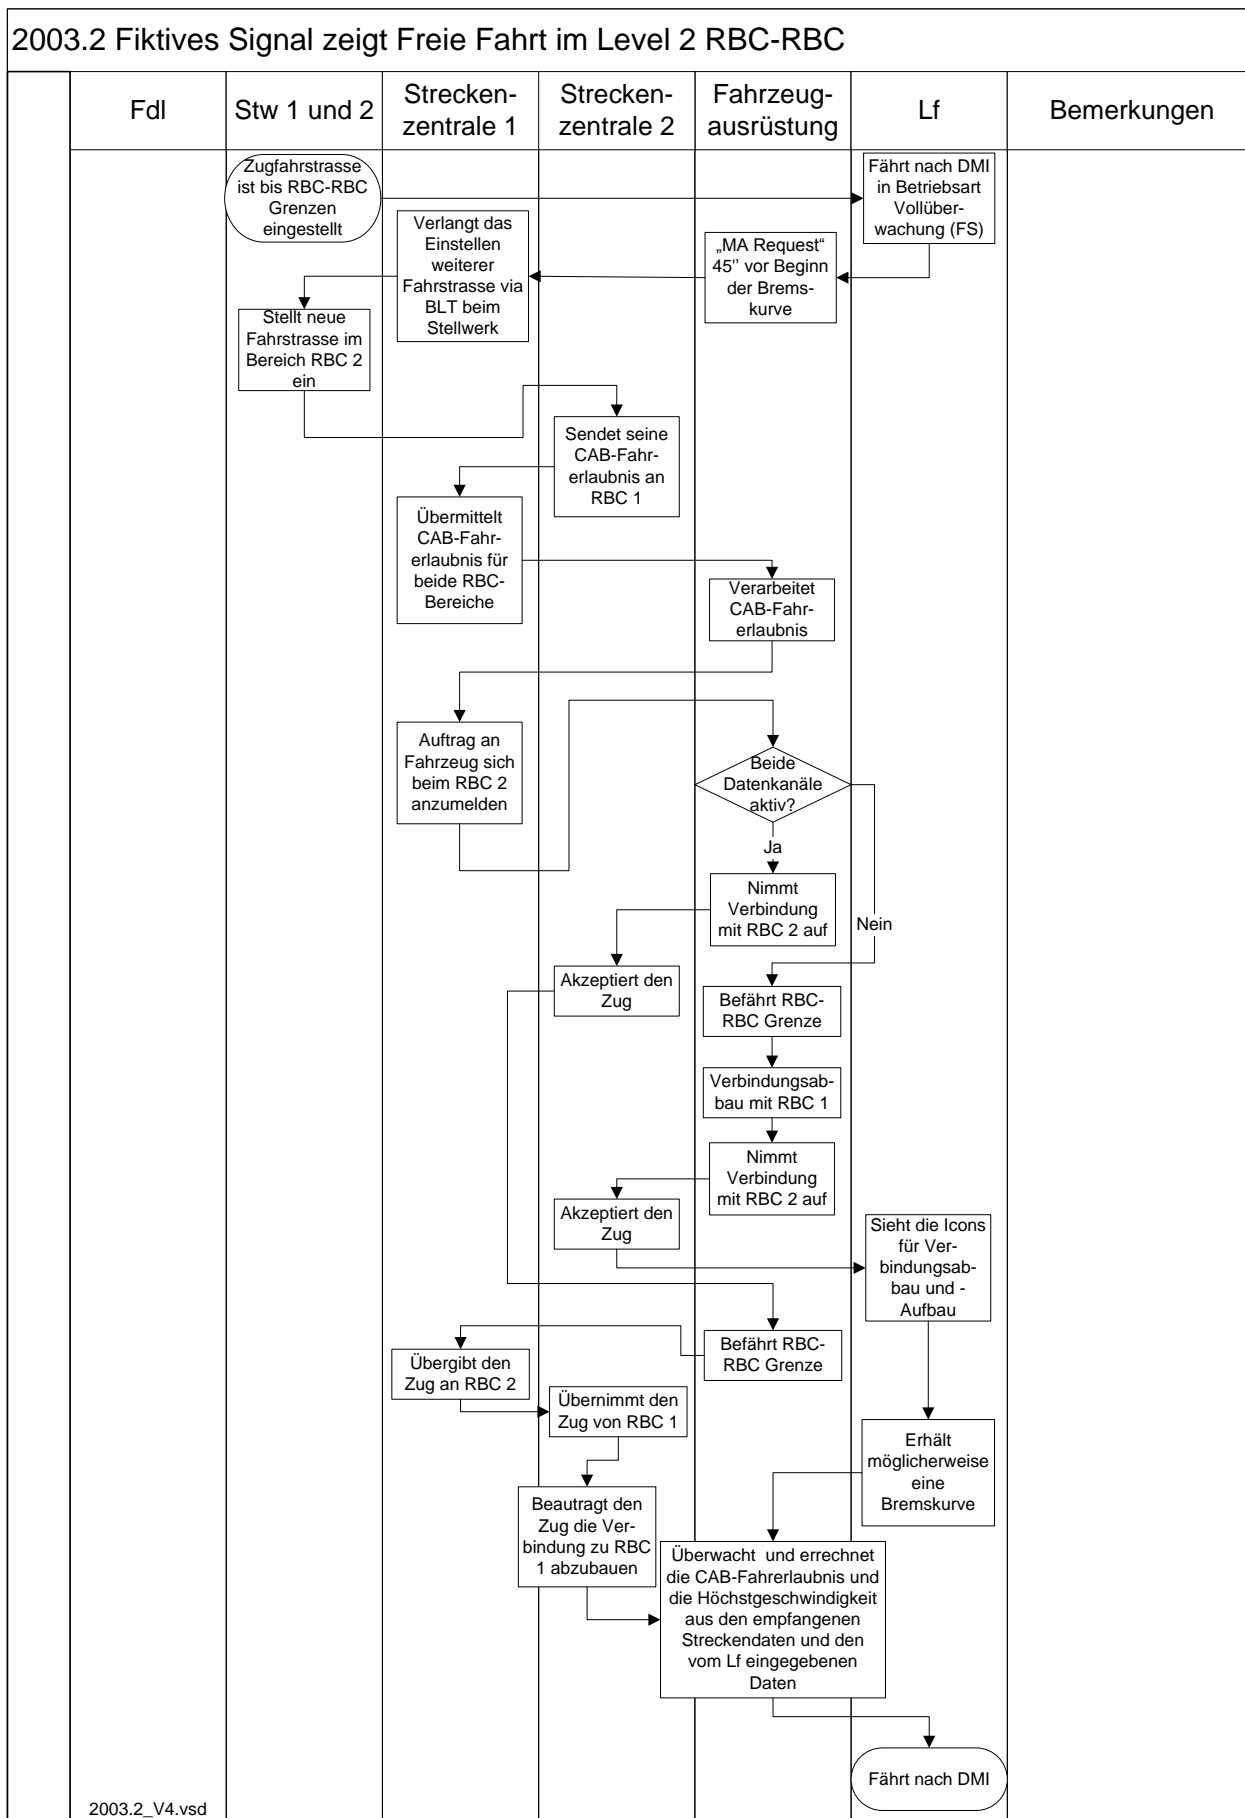 2003.2 Fiktives Signal zeigt Freie Fahrt im Level 2 RBC-RBC
Fdl
Stw 1 und 2
Strecken-
zentrale 1
Strecken-
zentrale 2
Fahrzeug-
ausrüstung
Lf
Bemerkungen
Zugfahrstrasse
ist bis RBC-RBC
Grenzen
eingestellt
Fährt nach DMI
in Betriebsart
Vollüber-
wachung (FS)
„MA Request“
45'' vor Beginn
der Brems-
kurve
Verlangt das
Einstellen
weiterer
Fahrstrasse via
BLT beim
Stellwerk
Stellt neue
Fahrstrasse im
Bereich RBC 2
ein
Sendet seine
CAB-Fahr-
erlaubnis an
RBC 1
Übermittelt
CAB-Fahr-
erlaubnis für
beide RBC-
Bereiche
Verarbeitet
CAB-Fahr-
erlaubnis
Auftrag an
Fahrzeug sich
beim RBC 2
anzumelden
Beide
Datenkanäle
aktiv?
Ja
Nein
Nimmt
Verbindung
mit RBC 2 auf
Akzeptiert den
Zug
Befährt RBC-
RBC Grenze
Verbindungsab-
bau mit RBC 1
Nimmt
Verbindung
mit RBC 2 auf
Akzeptiert den
Zug
Sieht die Icons
für Ver-
bindungsab-
bau und -
Aufbau
Befährt RBC-
RBC Grenze
Übergibt den
Zug an RBC 2
Übernimmt den
Zug von RBC 1
Erhält
möglicherweise
eine
Bremskurve
Beautragt den
Zug die Ver-
bindung zu RBC
1 abzubauen
Überwacht und errechnet
die CAB-Fahrerlaubnis und
die Höchstgeschwindigkeit
aus den empfangenen
Streckendaten und den
vom Lf eingegebenen
Daten
Fährt nach DMI
2003.2_V4.vsd